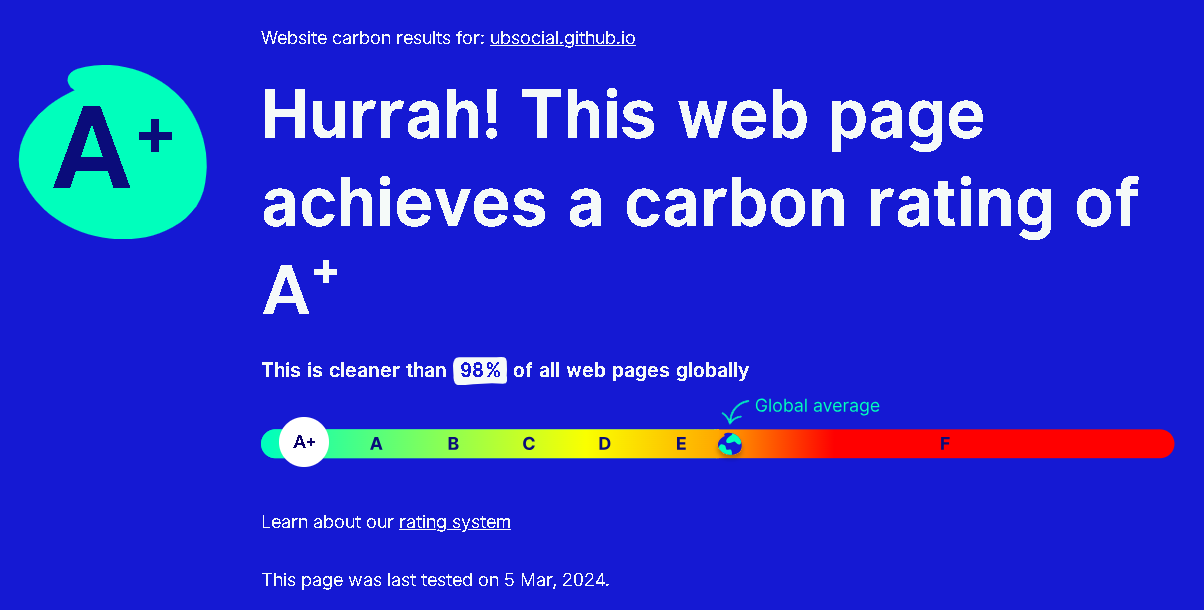 Website carbon results for: ubsocial.github.io
A+
Hurrah! This web page
achieves a carbon rating of
A+
This is cleaner than 98% of all web pages globally
Global average
A+ A B C D E F
Learn about our rating system
This page was last tested on 5 Mar, 2024.